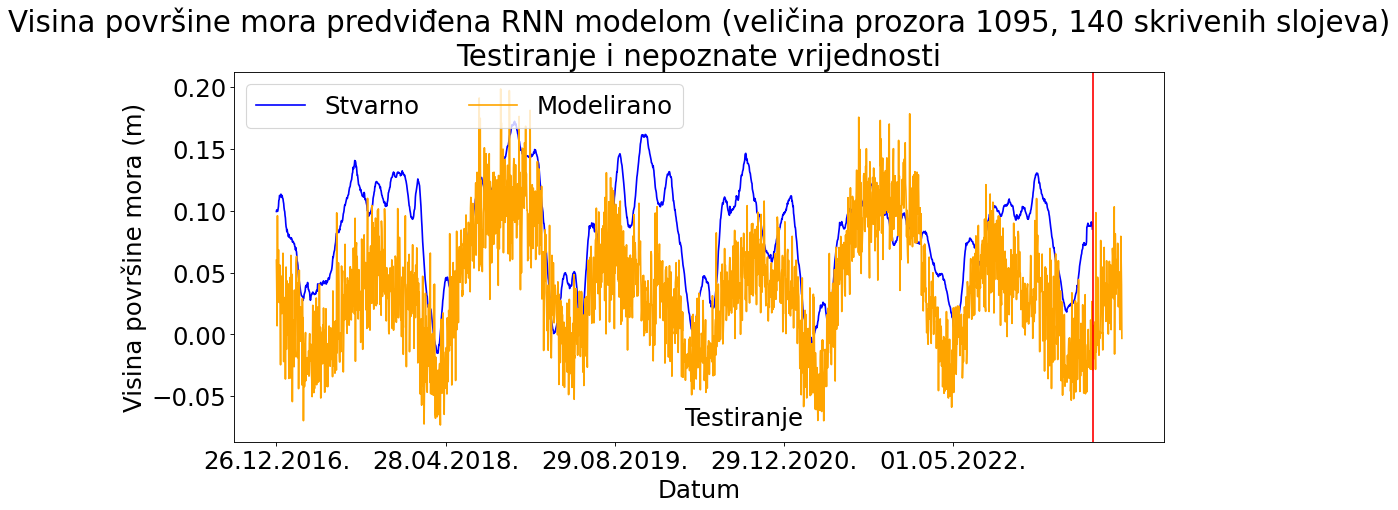 Visina površine mora predviđena RNN modelom (veličina prozora 1095, 140 skrivenih slojeva)
Testiranje i nepoznate vrijednosti
Stvarno
Modelirano
Visina površine mora (m)
0.20
0.15
0.10
0.05
0.00
−0.05
Testiranje
26.12.2016.
28.04.2018.
29.08.2019.
29.12.2020.
01.05.2022.
Datum